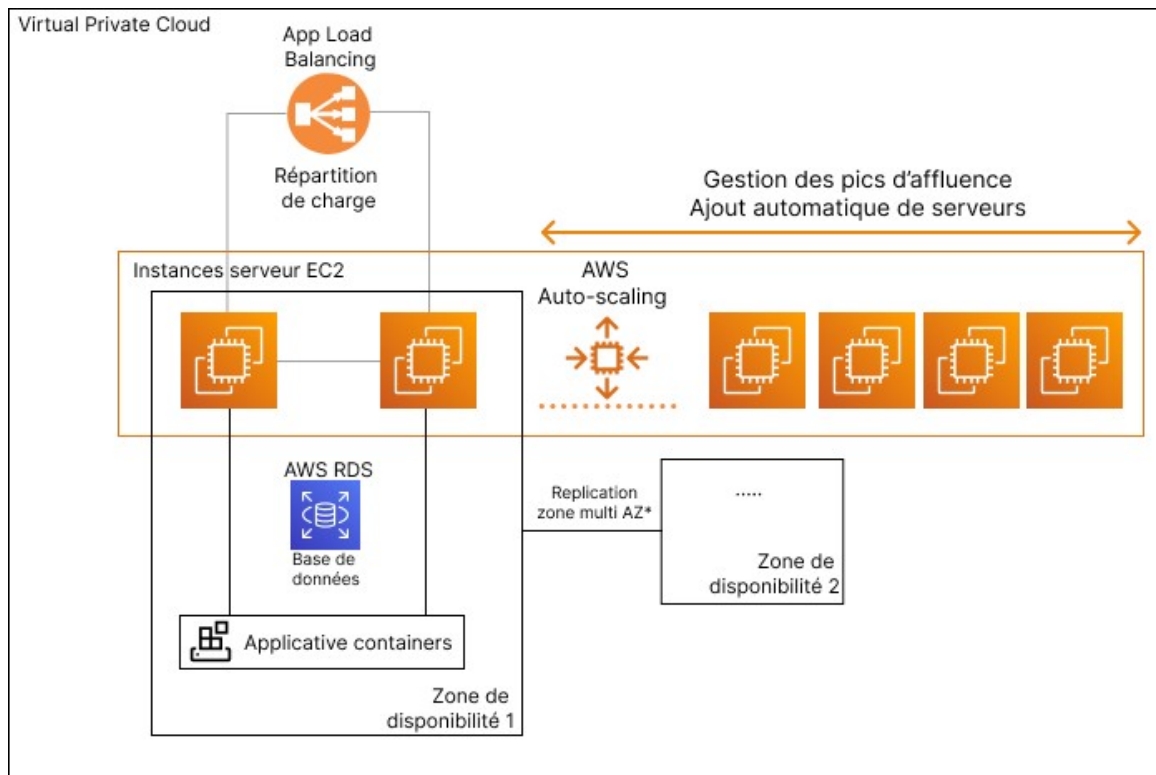 Virtual Private Cloud
App Load
Balancing
Répartition
de charge
Gestion des pics d'affluence
Ajout automatique de serveurs
Instances serveur EC2
AWS
Auto-scaling
AWS RDS
Base de
données
Replication
zone multi AZ*
.....
Zone de
disponibilité 2
Applicative containers
Zone de
disponibilité 1